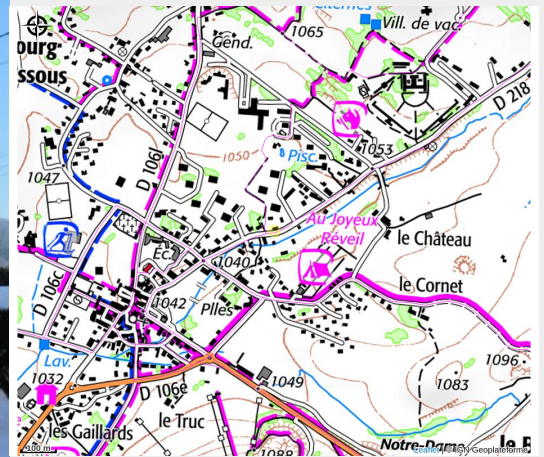 Citernes
Vill. de vac.
1065
Gend.
ourg
ssous
D 218
D 106l
1053
1050
Pisc.
1047
Au Joyeux
Réveil
le Château
Ec.
1040
le Cornet
D 106c
1042
Plles
Lav.
1096
1032
1049
1083
D 106e
le Truc
les Gaillards
Notre-Dame
1088
100 m
Leaflet | © IGN Geoplateforme